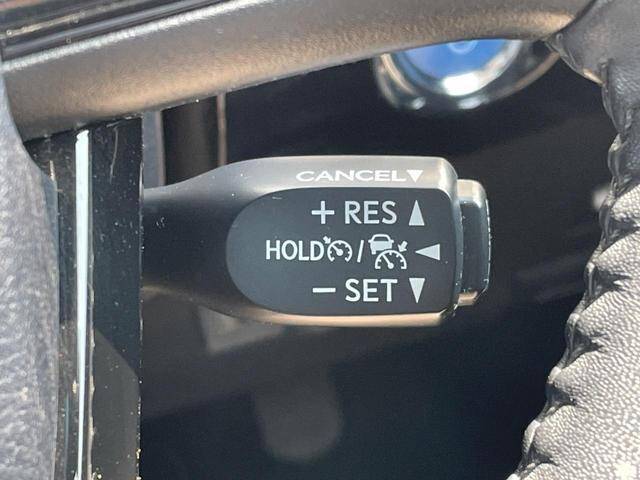 CANCEL▼
+ RES ▲
HOLD / ◀
− SET ▼